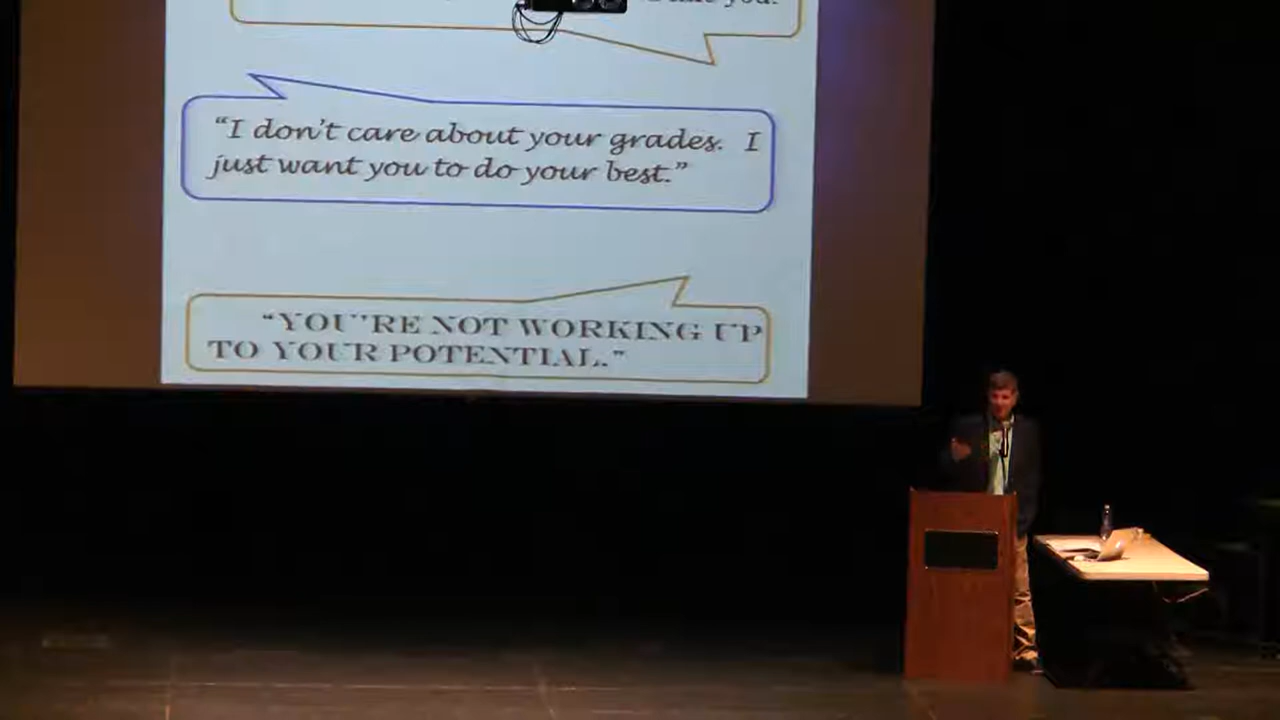 you.
"I don't care about your grades. I
just want you to do your best."
"YOU'RE NOT WORKING UP
TO YOUR POTENTIAL."